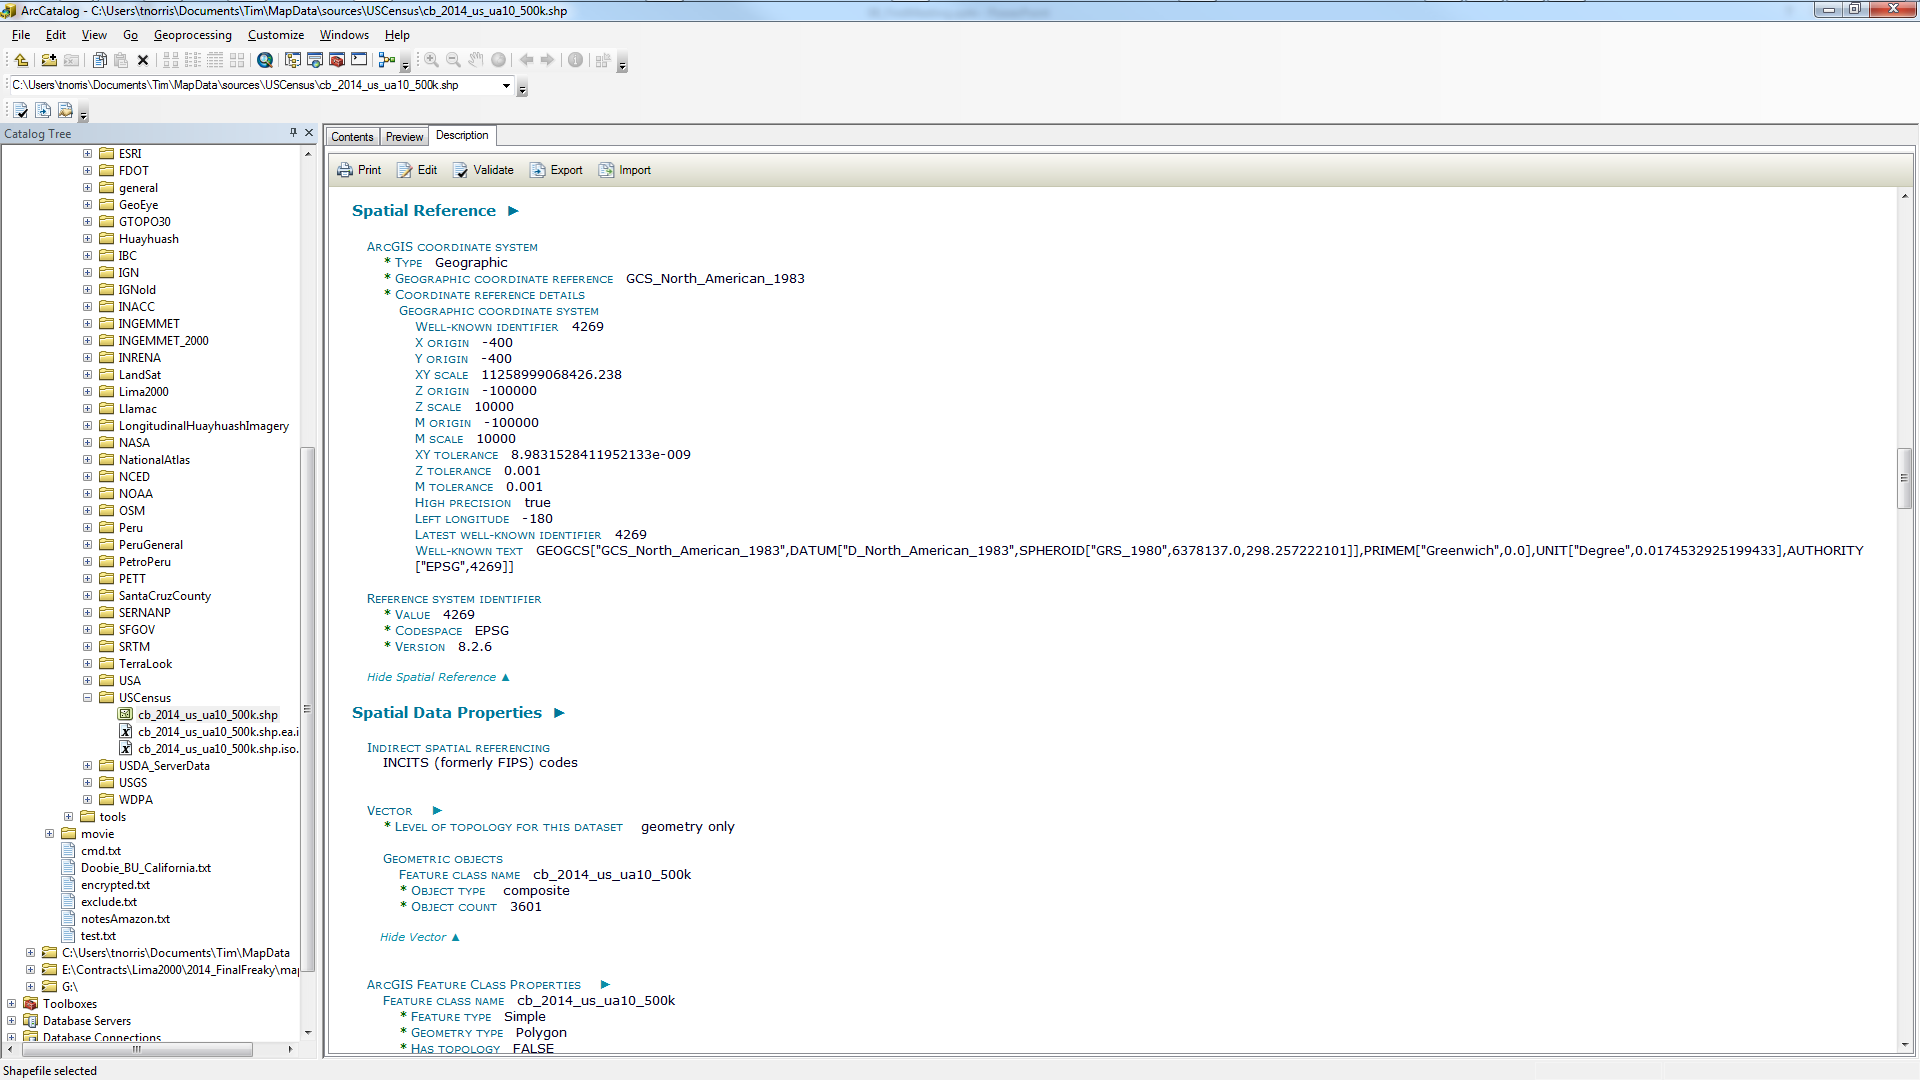 ArcCatalog - C:\Users\tnorris\Documents\Tim\MapData\sources\USCensus\cb_2014_us_ua10_500k.shp
File Edit View Go Geoprocessing Customize Windows Help
C:\Users\tnorris\Documents\Tim\MapData\sources\USCensus\cb_2014_us_ua10_500k.shp
Catalog Tree
ESRI
FDOT
general
GeoEye
GTOPO30
Huayhuash
IBC
IGN
IGNold
INACC
INGEMMET
INGEMMET_2000
INRENA
LandSat
Lima2000
Llamac
LongitudinalHuayhuashImagery
NASA
NationalAtlas
NCED
NOAA
OSM
Peru
PeruGeneral
PetroPeru
PETT
SantaCruzCounty
SERNANP
SFGOV
SRTM
TerraLook
USA
USCensus
cb_2014_us_ua10_500k.shp
cb_2014_us_ua10_500k.shp.ea.i
cb_2014_us_ua10_500k.shp.iso.
USDA_ServerData
USGS
WDPA
tools
movie
cmd.txt
Doobie_BU_California.txt
encrypted.txt
exclude.txt
notesAmazon.txt
test.txt
C:\Users\tnorris\Documents\Tim\MapData
E:\Contracts\Lima2000\2014_FinalFreaky\map
G:\
Toolboxes
Database Servers
Database Connections
Contents Preview Description
Print Edit Validate Export Import
Spatial Reference ►
ArcGIS coordinate system
* Type Geographic
* Geographic coordinate reference GCS_North_American_1983
* Coordinate reference details
Geographic coordinate system
Well-known identifier 4269
X origin -400
Y origin -400
XY scale 11258999068426.238
Z origin -100000
Z scale 10000
M origin -100000
M scale 10000
XY tolerance 8.9831528411952133e-009
Z tolerance 0.001
M tolerance 0.001
High precision true
Left longitude -180
Latest well-known identifier 4269
Well-known text GEOGCS["GCS_North_American_1983",DATUM["D_North_American_1983",SPHEROID["GRS_1980",6378137.0,298.257222101]],PRIMEM["Greenwich",0.0],UNIT["Degree",0.0174532925199433],AUTHORITY
["EPSG",4269]]
Reference system identifier
* Value 4269
* Codespace EPSG
* Version 8.2.6
Hide Spatial Reference ▲
Spatial Data Properties ►
Indirect spatial referencing
INCITS (formerly FIPS) codes
Vector ►
* Level of topology for this dataset geometry only
Geometric objects
Feature class name cb_2014_us_ua10_500k
* Object type composite
* Object count 3601
Hide Vector ▲
ArcGIS Feature Class Properties ►
Feature class name cb_2014_us_ua10_500k
* Feature type Simple
* Geometry type Polygon
* Has topology FALSE
Shapefile selected